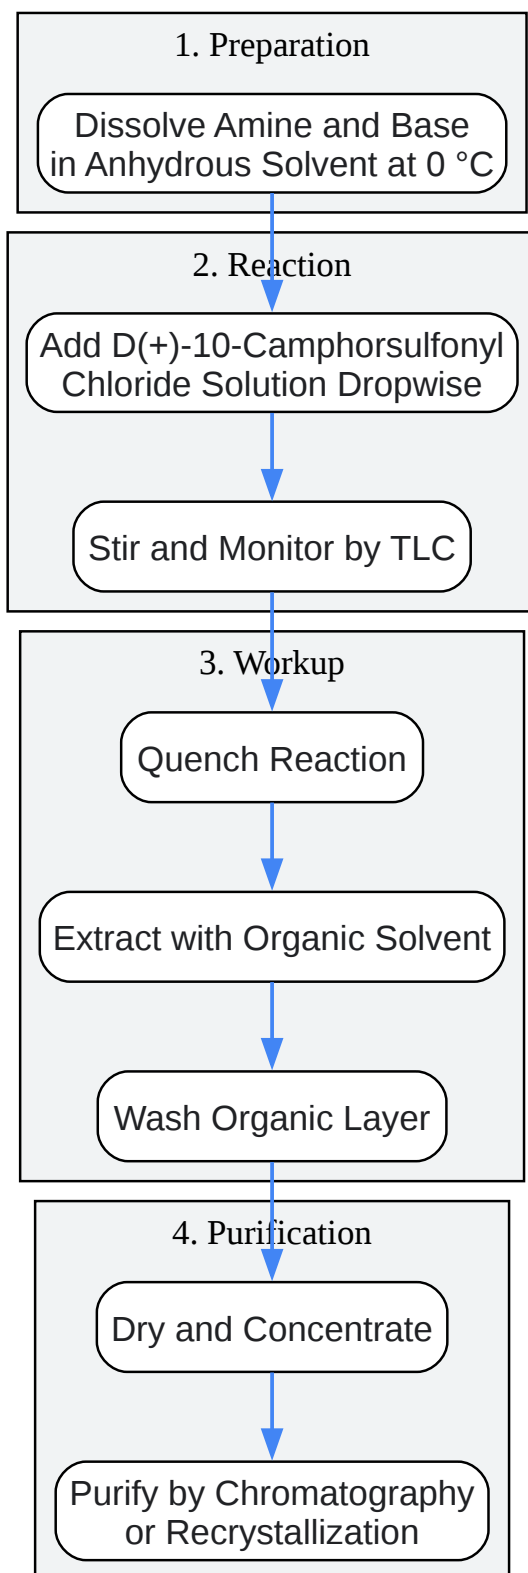 1. Preparation
Dissolve Amine and Base
in Anhydrous Solvent at 0 °C
2. Reaction
Add D(+)-10-Camphorsulfonyl
Chloride Solution Dropwise
Stir and Monitor by TLC
3. Workup
Quench Reaction
Extract with Organic Solvent
Wash Organic Layer
4. Purification
Dry and Concentrate
Purify by Chromatography
or Recrystallization